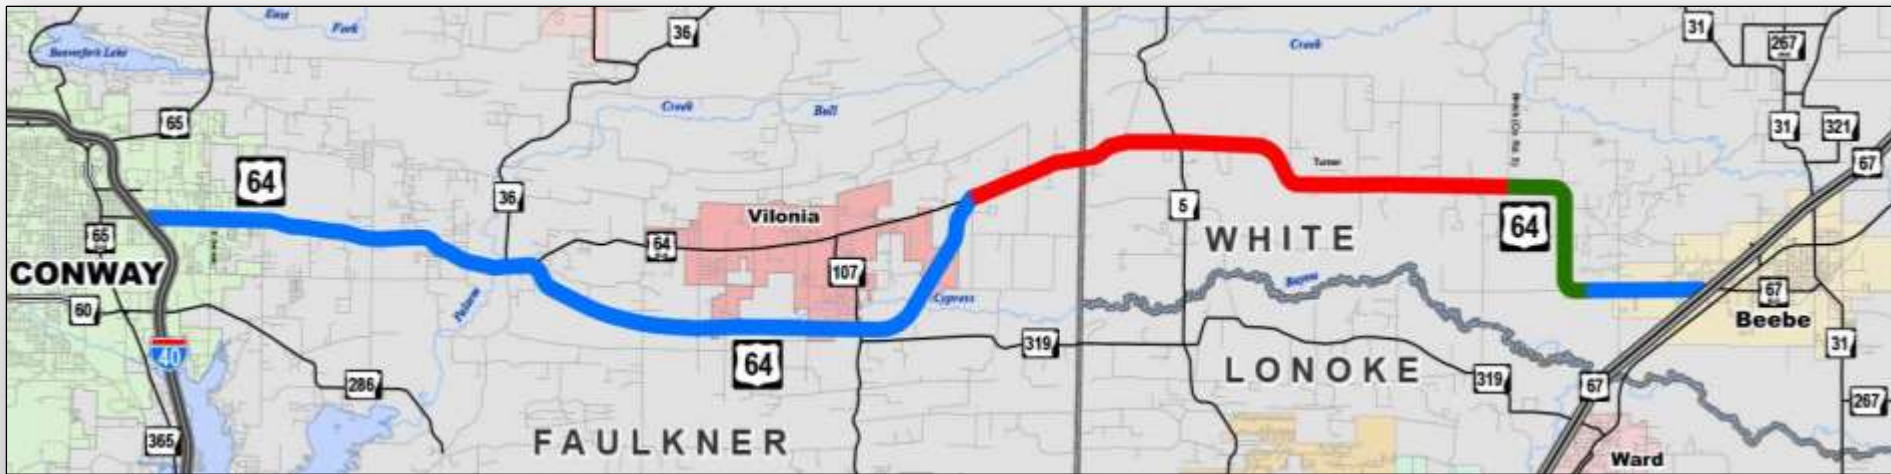 East
Fork
Beaverfork Lake
36
31
267
Creek
65
Creek
Bull
31
321
67
64
36
Turner
5
Vilonia
64
65
64
WHITE
CONWAY
107
Cypress
Bayou
67
Beebe
60
Palarm
40
64
319
31
286
LONOKE
319
67
267
365
FAULKNER
Ward